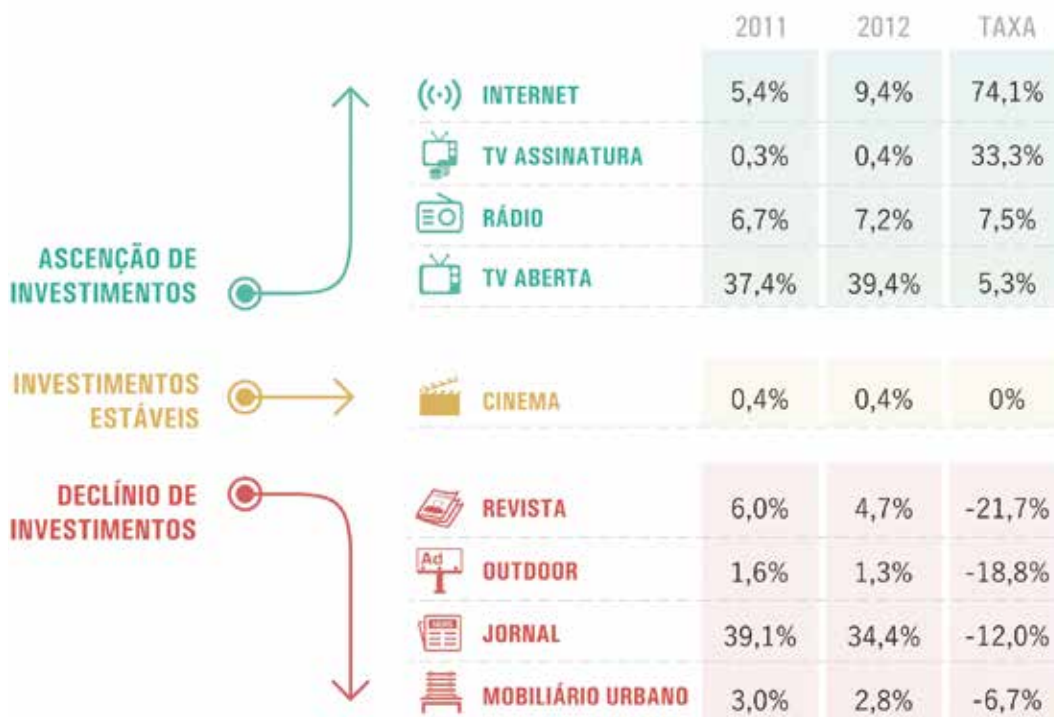 2011 2012 TAXA
INTERNET 5,4% 9,4% 74,1%
TV ASSINATURA 0,3% 0,4% 33,3%
RÁDIO 6,7% 7,2% 7,5%
ASCENÇÃO DE
INVESTIMENTOS
TV ABERTA 37,4% 39,4% 5,3%
INVESTIMENTOS
ESTÁVEIS
CINEMA 0,4% 0,4% 0%
DECLÍNIO DE
INVESTIMENTOS
REVISTA 6,0% 4,7% -21,7%
Ad
OUTDOOR 1,6% 1,3% -18,8%
JORNAL 39,1% 34,4% -12,0%
MOBILIÁRIO URBANO 3,0% 2,8% -6,7%